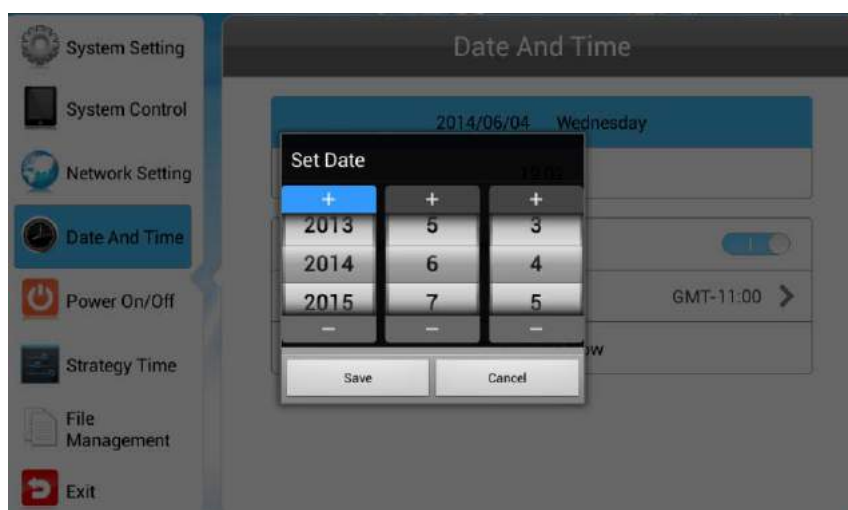 System Setting
System Control
Network Setting
Date And Time
Power On/Off
Strategy Time
File
Management
Exit
Date And Time
2014/06/04 Wednesday
Set Date
+ + +
2013 5 3
2014 6 4
2015 7 5
− − −
GMT-11:00
Save Cancel